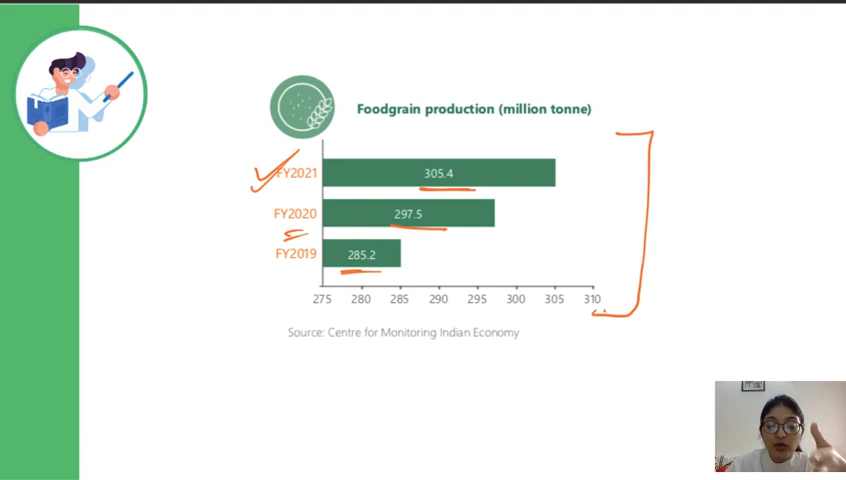 Foodgrain production (million tonne)
FY2021 305.4
FY2020 297.5
FY2019 285.2
275 280 285 290 295 300 305 310
Source: Centre for Monitoring Indian Economy